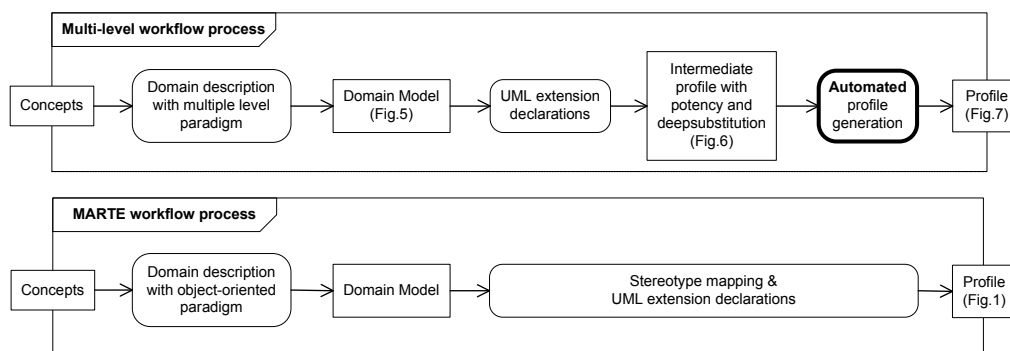 Multi-level workflow process
Concepts
Domain description
with multiple level
paradigm
Domain Model
(Fig.5)
UML extension
declarations
Intermediate
profile with
potency and
deepsubstitution
(Fig.6)
Automated
profile
generation
Profile
(Fig.7)
MARTE workflow process
Concepts
Domain description
with object-oriented
paradigm
Domain Model
Stereotype mapping &
UML extension declarations
Profile
(Fig.1)